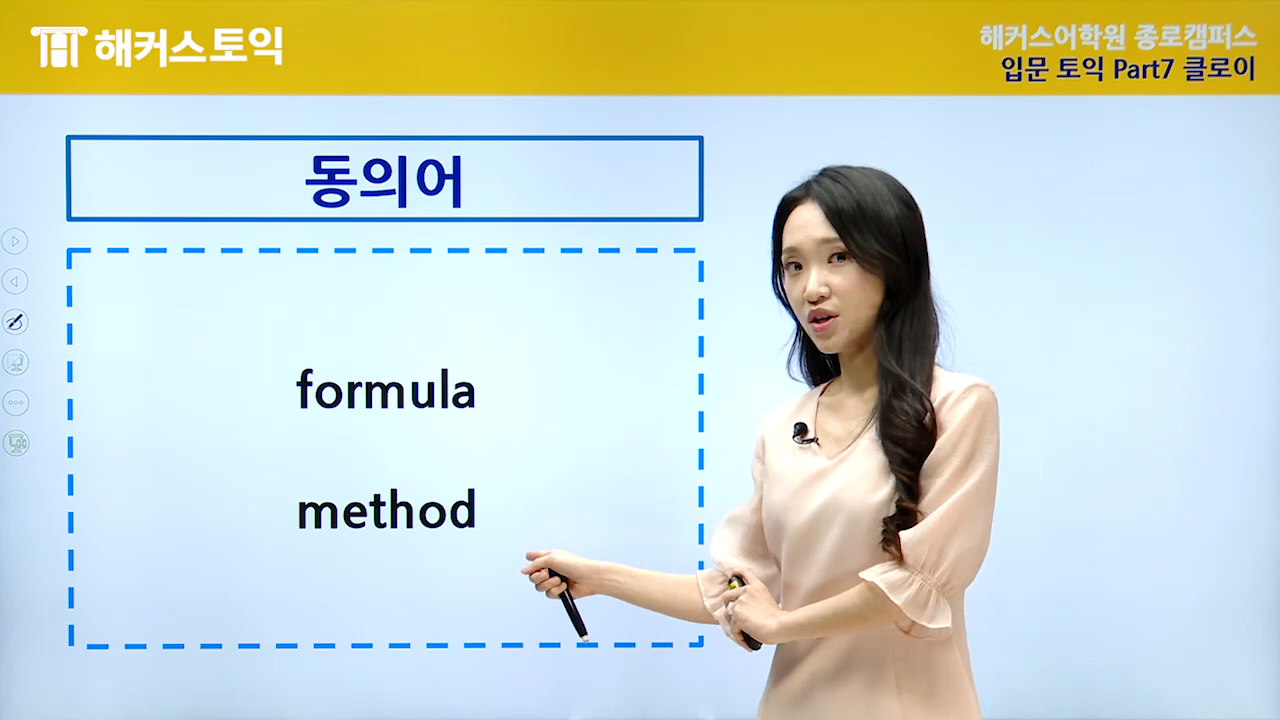 해커스토익
해커스어학원 종로캠퍼스
입문 토익 Part7 클로이
동의어
formula
method